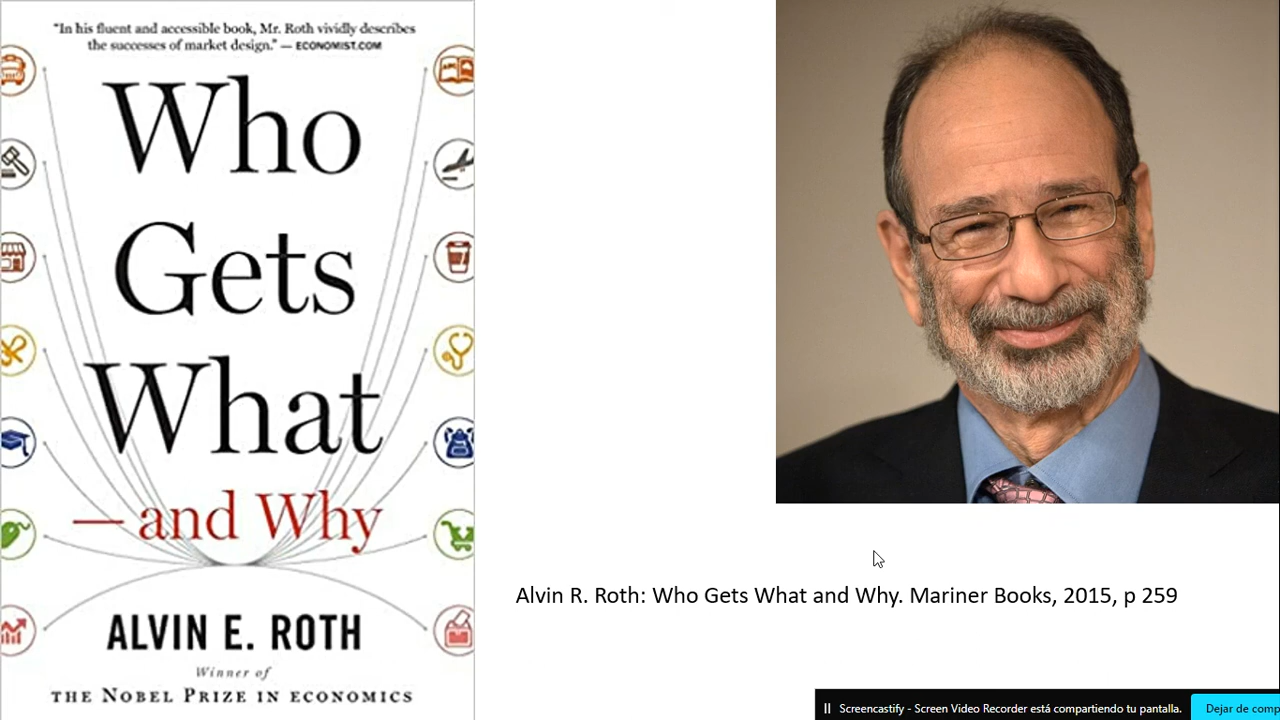 "In his fluent and accessible book, Mr. Roth vividly describes
the successes of market design." — ECONOMIST.COM
Who
Gets
What
— and Why
ALVIN E. ROTH
Winner of
THE NOBEL PRIZE IN ECONOMICS
Alvin R. Roth: Who Gets What and Why. Mariner Books, 2015, p 259
Screencastify - Screen Video Recorder está compartiendo tu pantalla.
Dejar de comp